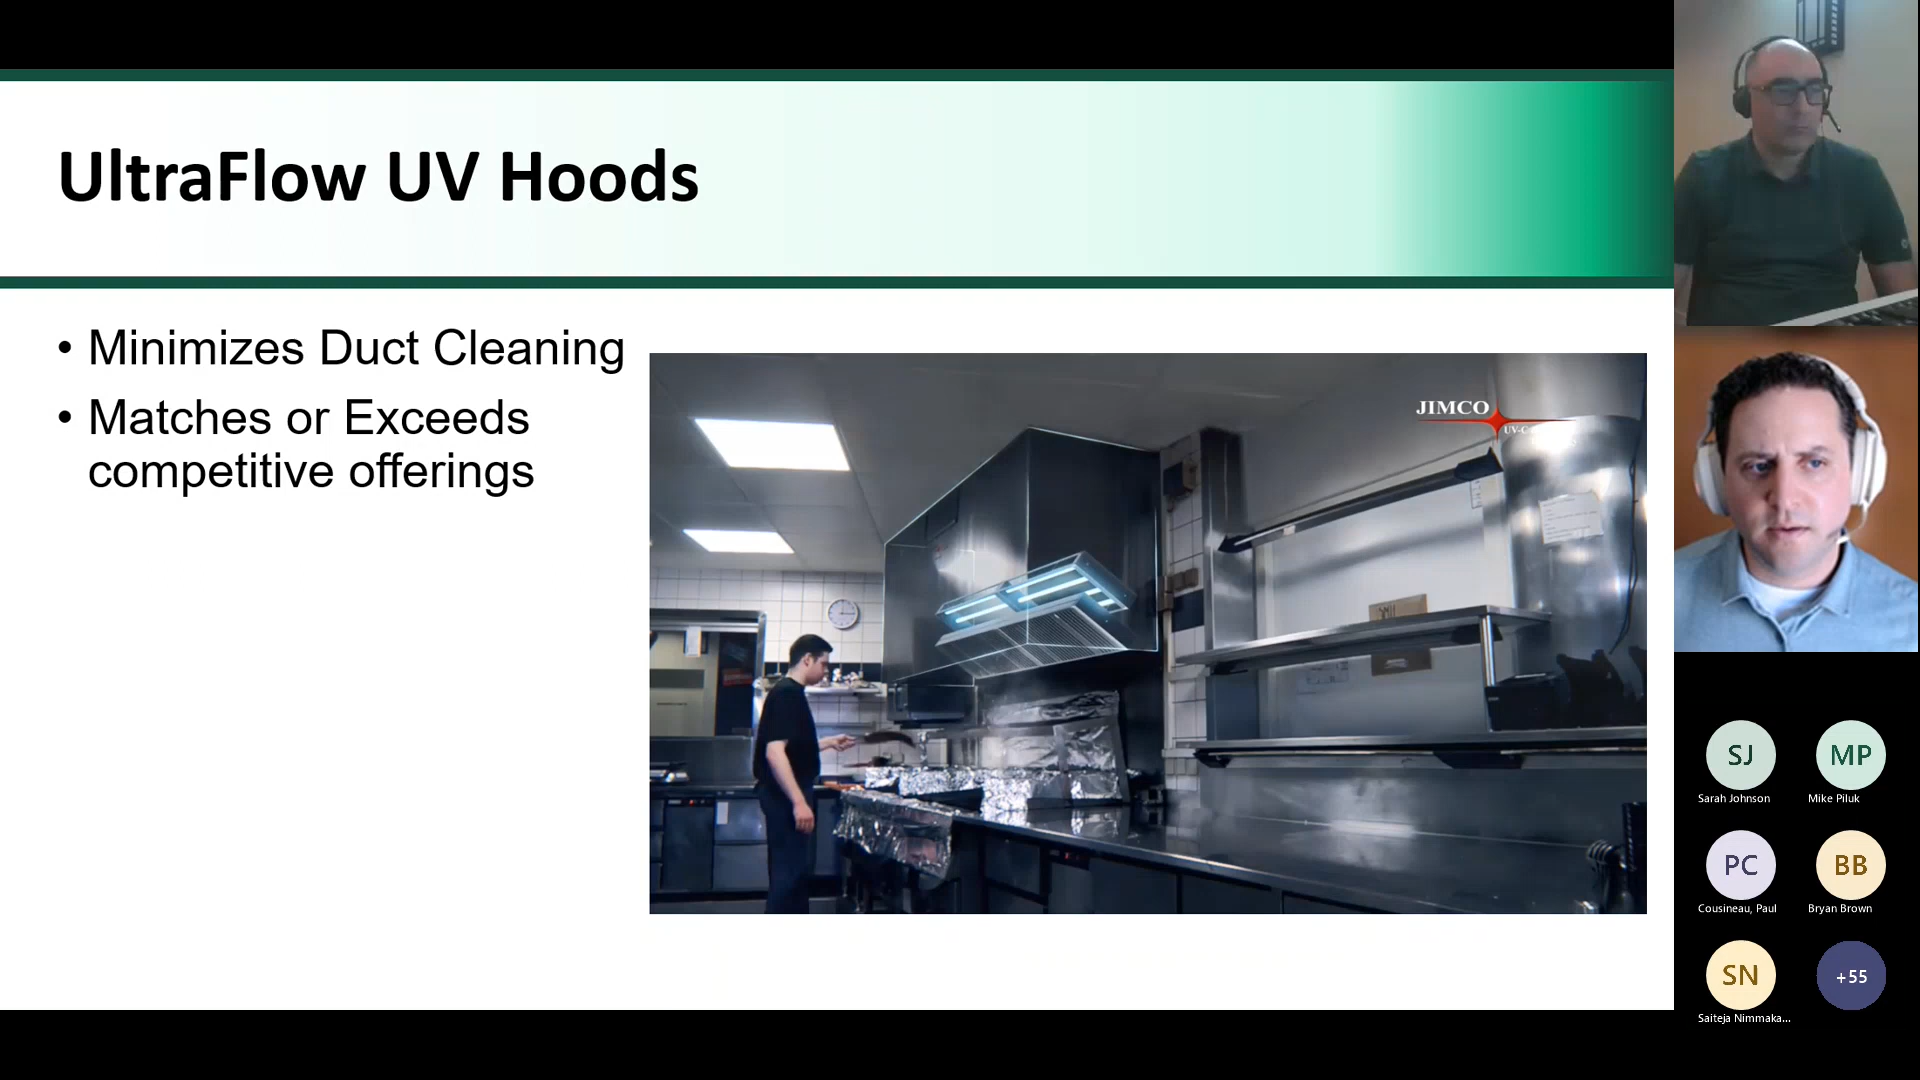 UltraFlow UV Hoods
• Minimizes Duct Cleaning
• Matches or Exceeds
competitive offerings
JIMCO
SJ
Sarah Johnson
MP
Mike Piluk
PC
Cousineau, Paul
BB
Bryan Brown
SN
Saiteja Nimmaka...
+55